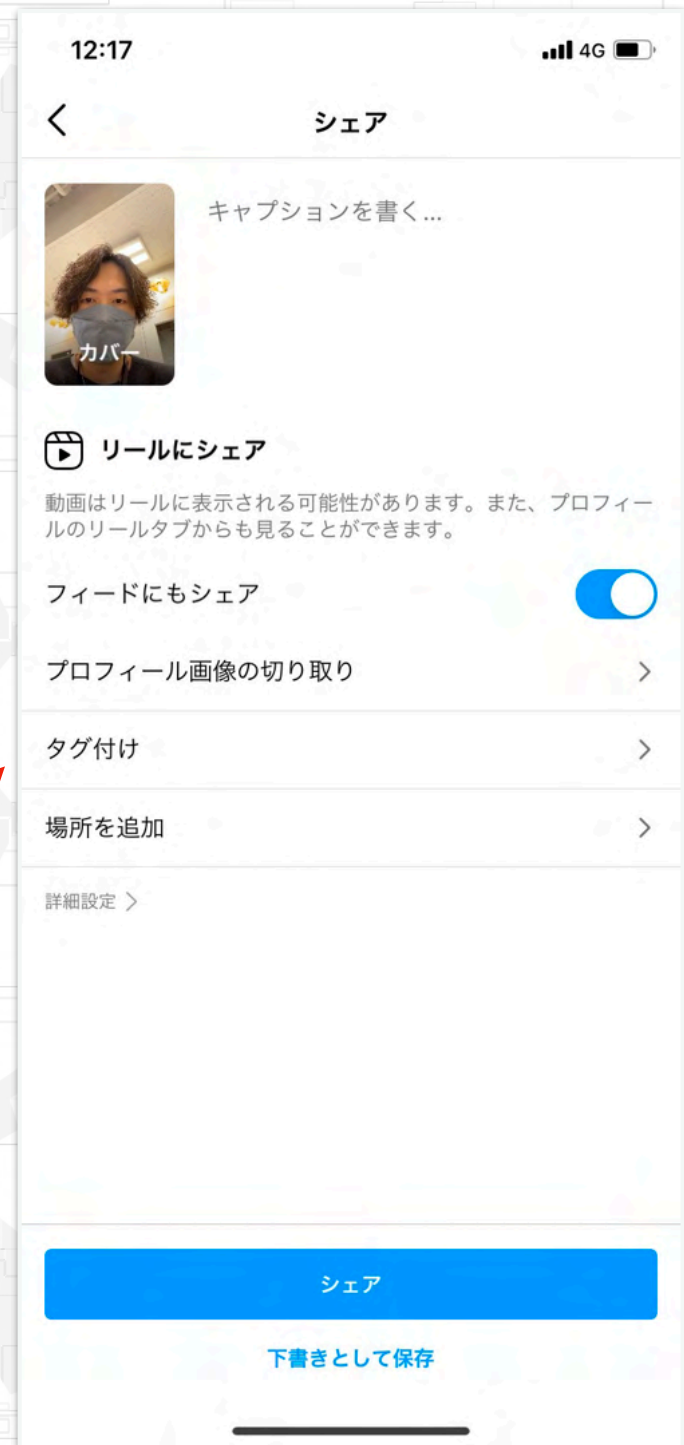 12:17
4G
シェア
キャプションを書く...
カバー
リールにシェア
動画はリールに表示される可能性があります。また、プロフィー
ルのリールタブからも見ることができます。
フィードにもシェア
プロフィール画像の切り取り
タグ付け
場所を追加
詳細設定
シェア
下書きとして保存